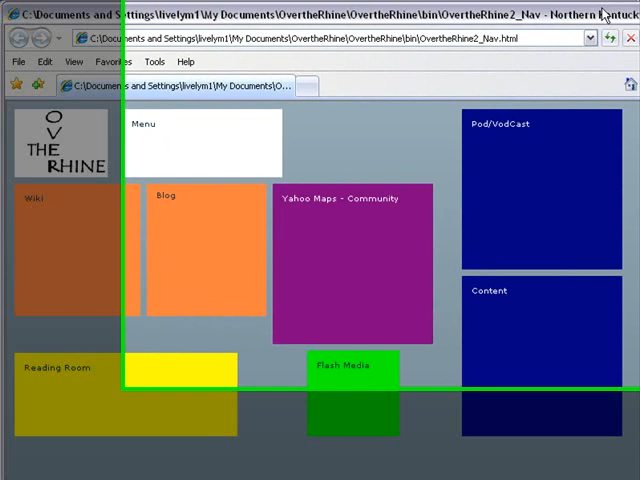 C:\Documents and Settings\livelym1\My Documents\OvertheRhine\OvertheRhine\bin\OvertheRhine2_Nav - Northern Kentuck
C:\Documents and Settings\livelym1\My Documents\OvertheRhine\OvertheRhine\bin\OvertheRhine2_Nav.html
File Edit View Favorites Tools Help
C:\Documents and Settings\livelym1\My Documents\O...
OVER
THE
RHINE
Menu
Pod/VodCast
Wiki
Blog
Yahoo Maps - Community
Content
Reading Room
Flash Media